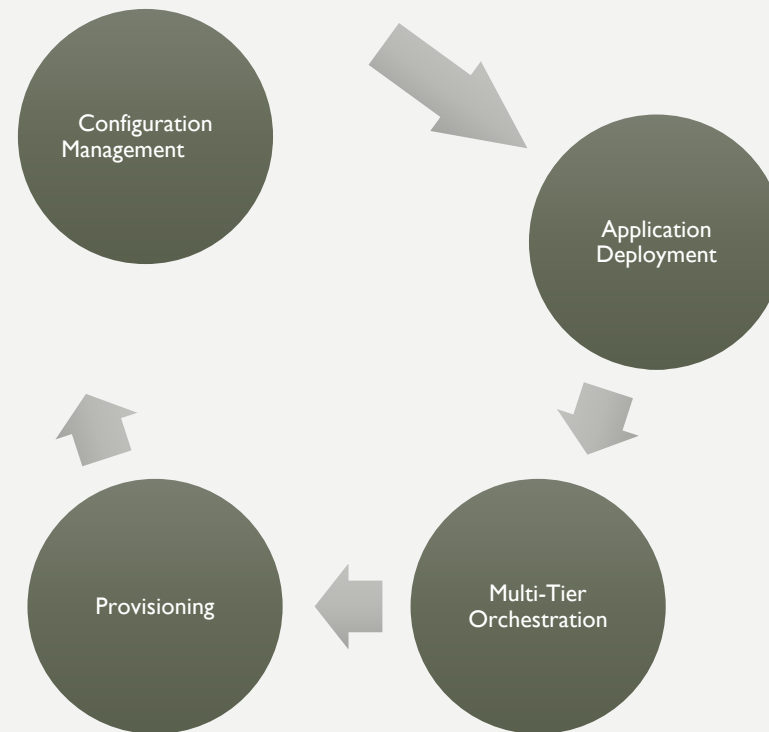 Configuration
Management
Application
Deployment
Multi-Tier
Orchestration
Provisioning